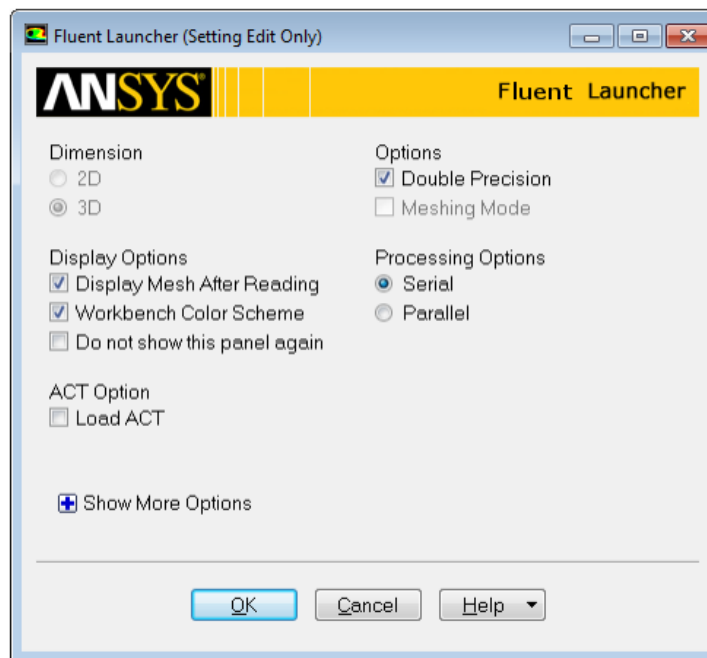 Fluent Launcher (Setting Edit Only)
ANSYS®
Fluent Launcher
Dimension
2D
3D
Options
Double Precision
Meshing Mode
Display Options
Display Mesh After Reading
Workbench Color Scheme
Do not show this panel again
Processing Options
Serial
Parallel
ACT Option
Load ACT
Show More Options
OK
Cancel
Help